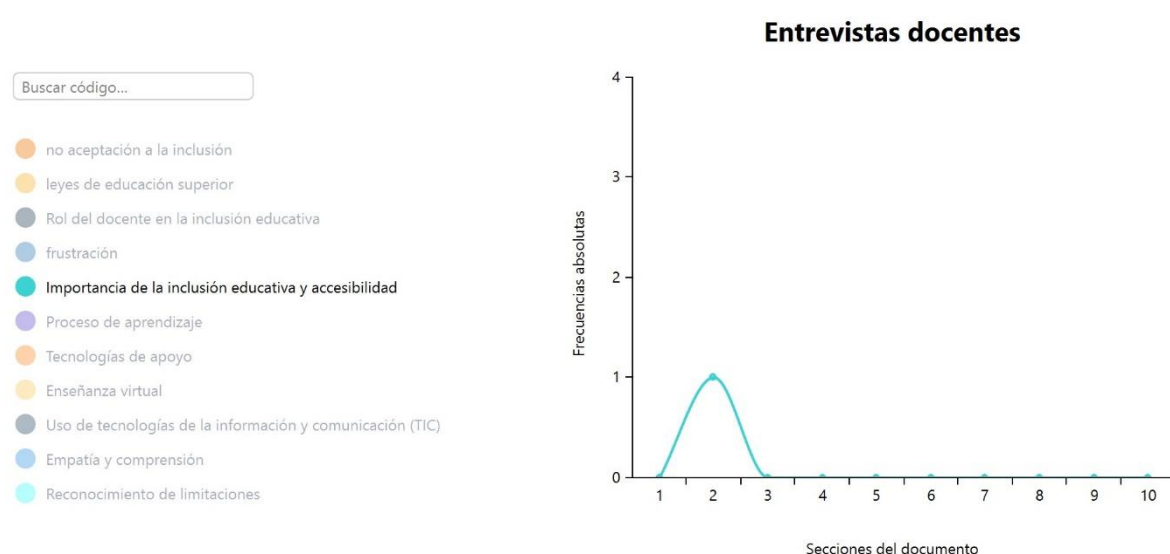 Entrevistas docentes
Buscar código...
no aceptación a la inclusión
leyes de educación superior
Rol del docente en la inclusión educativa
frustración
Importancia de la inclusión educativa y accesibilidad
Proceso de aprendizaje
Tecnologías de apoyo
Enseñanza virtual
Uso de tecnologías de la información y comunicación (TIC)
Empatía y comprensión
Reconocimiento de limitaciones
Frecuencias absolutas
4
3
2
1
0
1 2 3 4 5 6 7 8 9 10
Secciones del documento